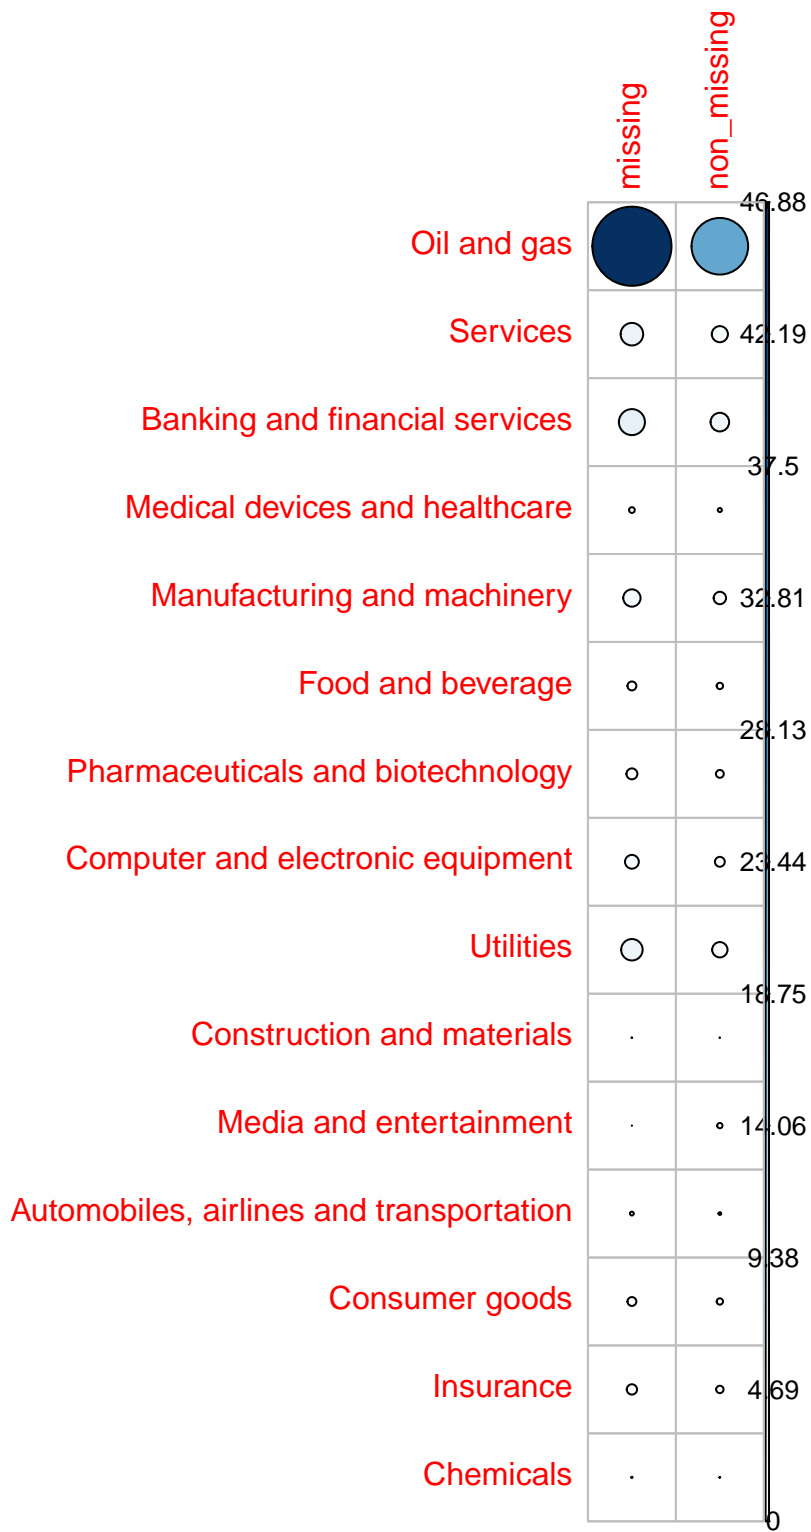 missing
non_missing
46.88
Oil and gas
Services
42.19
Banking and financial services
37.5
Medical devices and healthcare
Manufacturing and machinery
32.81
Food and beverage
28.13
Pharmaceuticals and biotechnology
Computer and electronic equipment
23.44
Utilities
18.75
Construction and materials
Media and entertainment
14.06
Automobiles, airlines and transportation
9.38
Consumer goods
Insurance
4.69
Chemicals
0